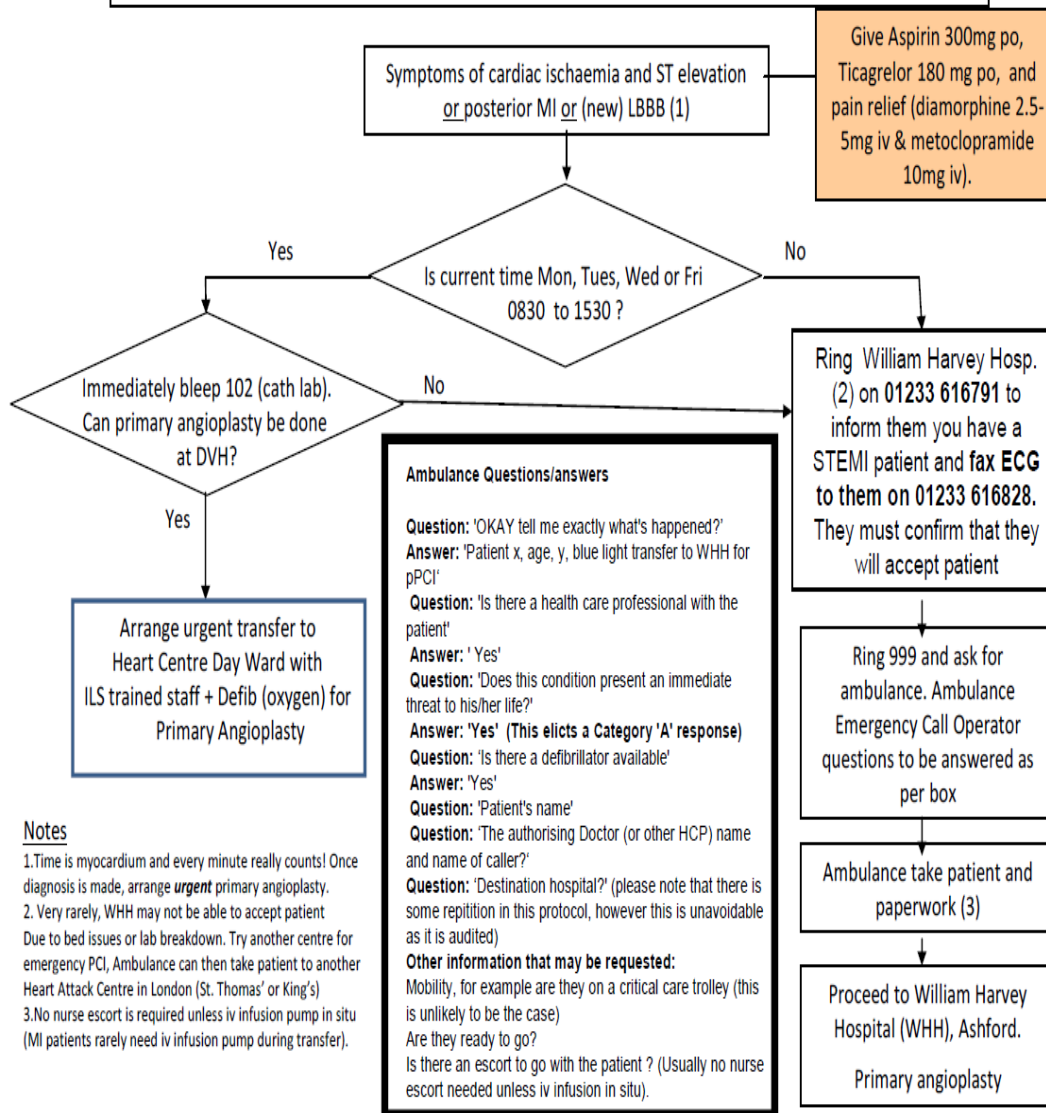 Give Aspirin 300mg po,
Ticagrelor 180 mg po, and
pain relief (diamorphine 2.5-
5mg iv & metoclopramide
10mg iv).
Symptoms of cardiac ischaemia and ST elevation
or posterior MI or (new) LBBB (1)
Yes
No
Is current time Mon, Tues, Wed or Fri
0830 to 1530 ?
Immediately bleep 102 (cath lab).
Can primary angioplasty be done
at DVH?
No
Yes
Ring William Harvey Hosp.
(2) on 01233 616791 to
inform them you have a
STEMI patient and fax ECG
to them on 01233 616828.
They must confirm that they
will accept patient
Arrange urgent transfer to
Heart Centre Day Ward with
ILS trained staff + Defib (oxygen) for
Primary Angioplasty
Ambulance Questions/answers
Question: 'OKAY tell me exactly what's happened?'
Answer: 'Patient x, age, y, blue light transfer to WHH for
pPCI'
Question: 'Is there a health care professional with the
patient'
Answer: ' Yes'
Question: 'Does this condition present an immediate
threat to his/her life?'
Answer: 'Yes' (This elicts a Category 'A' response)
Question: 'Is there a defibrillator available'
Answer: 'Yes'
Question: 'Patient's name'
Question: 'The authorising Doctor (or other HCP) name
and name of caller?'
Question: 'Destination hospital?' (please note that there is
some repitition in this protocol, however this is unavoidable
as it is audited)
Other information that may be requested:
Mobility, for example are they on a critical care trolley (this
is unlikely to be the case)
Are they ready to go?
Is there an escort to go with the patient ? (Usually no nurse
escort needed unless iv infusion in situ).
Ring 999 and ask for
ambulance. Ambulance
Emergency Call Operator
questions to be answered as
per box
Ambulance take patient and
paperwork (3)
Proceed to William Harvey
Hospital (WHH), Ashford.
Primary angioplasty
Notes
1.Time is myocardium and every minute really counts! Once
diagnosis is made, arrange urgent primary angioplasty.
2. Very rarely, WHH may not be able to accept patient
Due to bed issues or lab breakdown. Try another centre for
emergency PCI, Ambulance can then take patient to another
Heart Attack Centre in London (St. Thomas' or King's)
3.No nurse escort is required unless iv infusion pump in situ
(MI patients rarely need iv infusion pump during transfer).